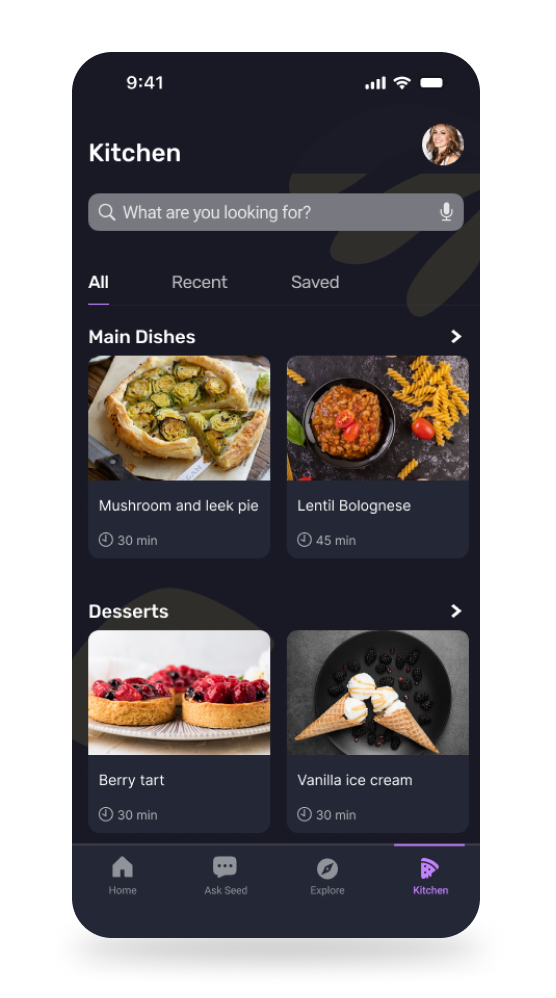 9:41
Kitchen
What are you looking for?
All Recent Saved
Main Dishes
Mushroom and leek pie Lentil Bolognese
30 min 45 min
Desserts
Berry tart Vanilla ice cream
30 min 30 min
Home Ask Seed Explore Kitchen